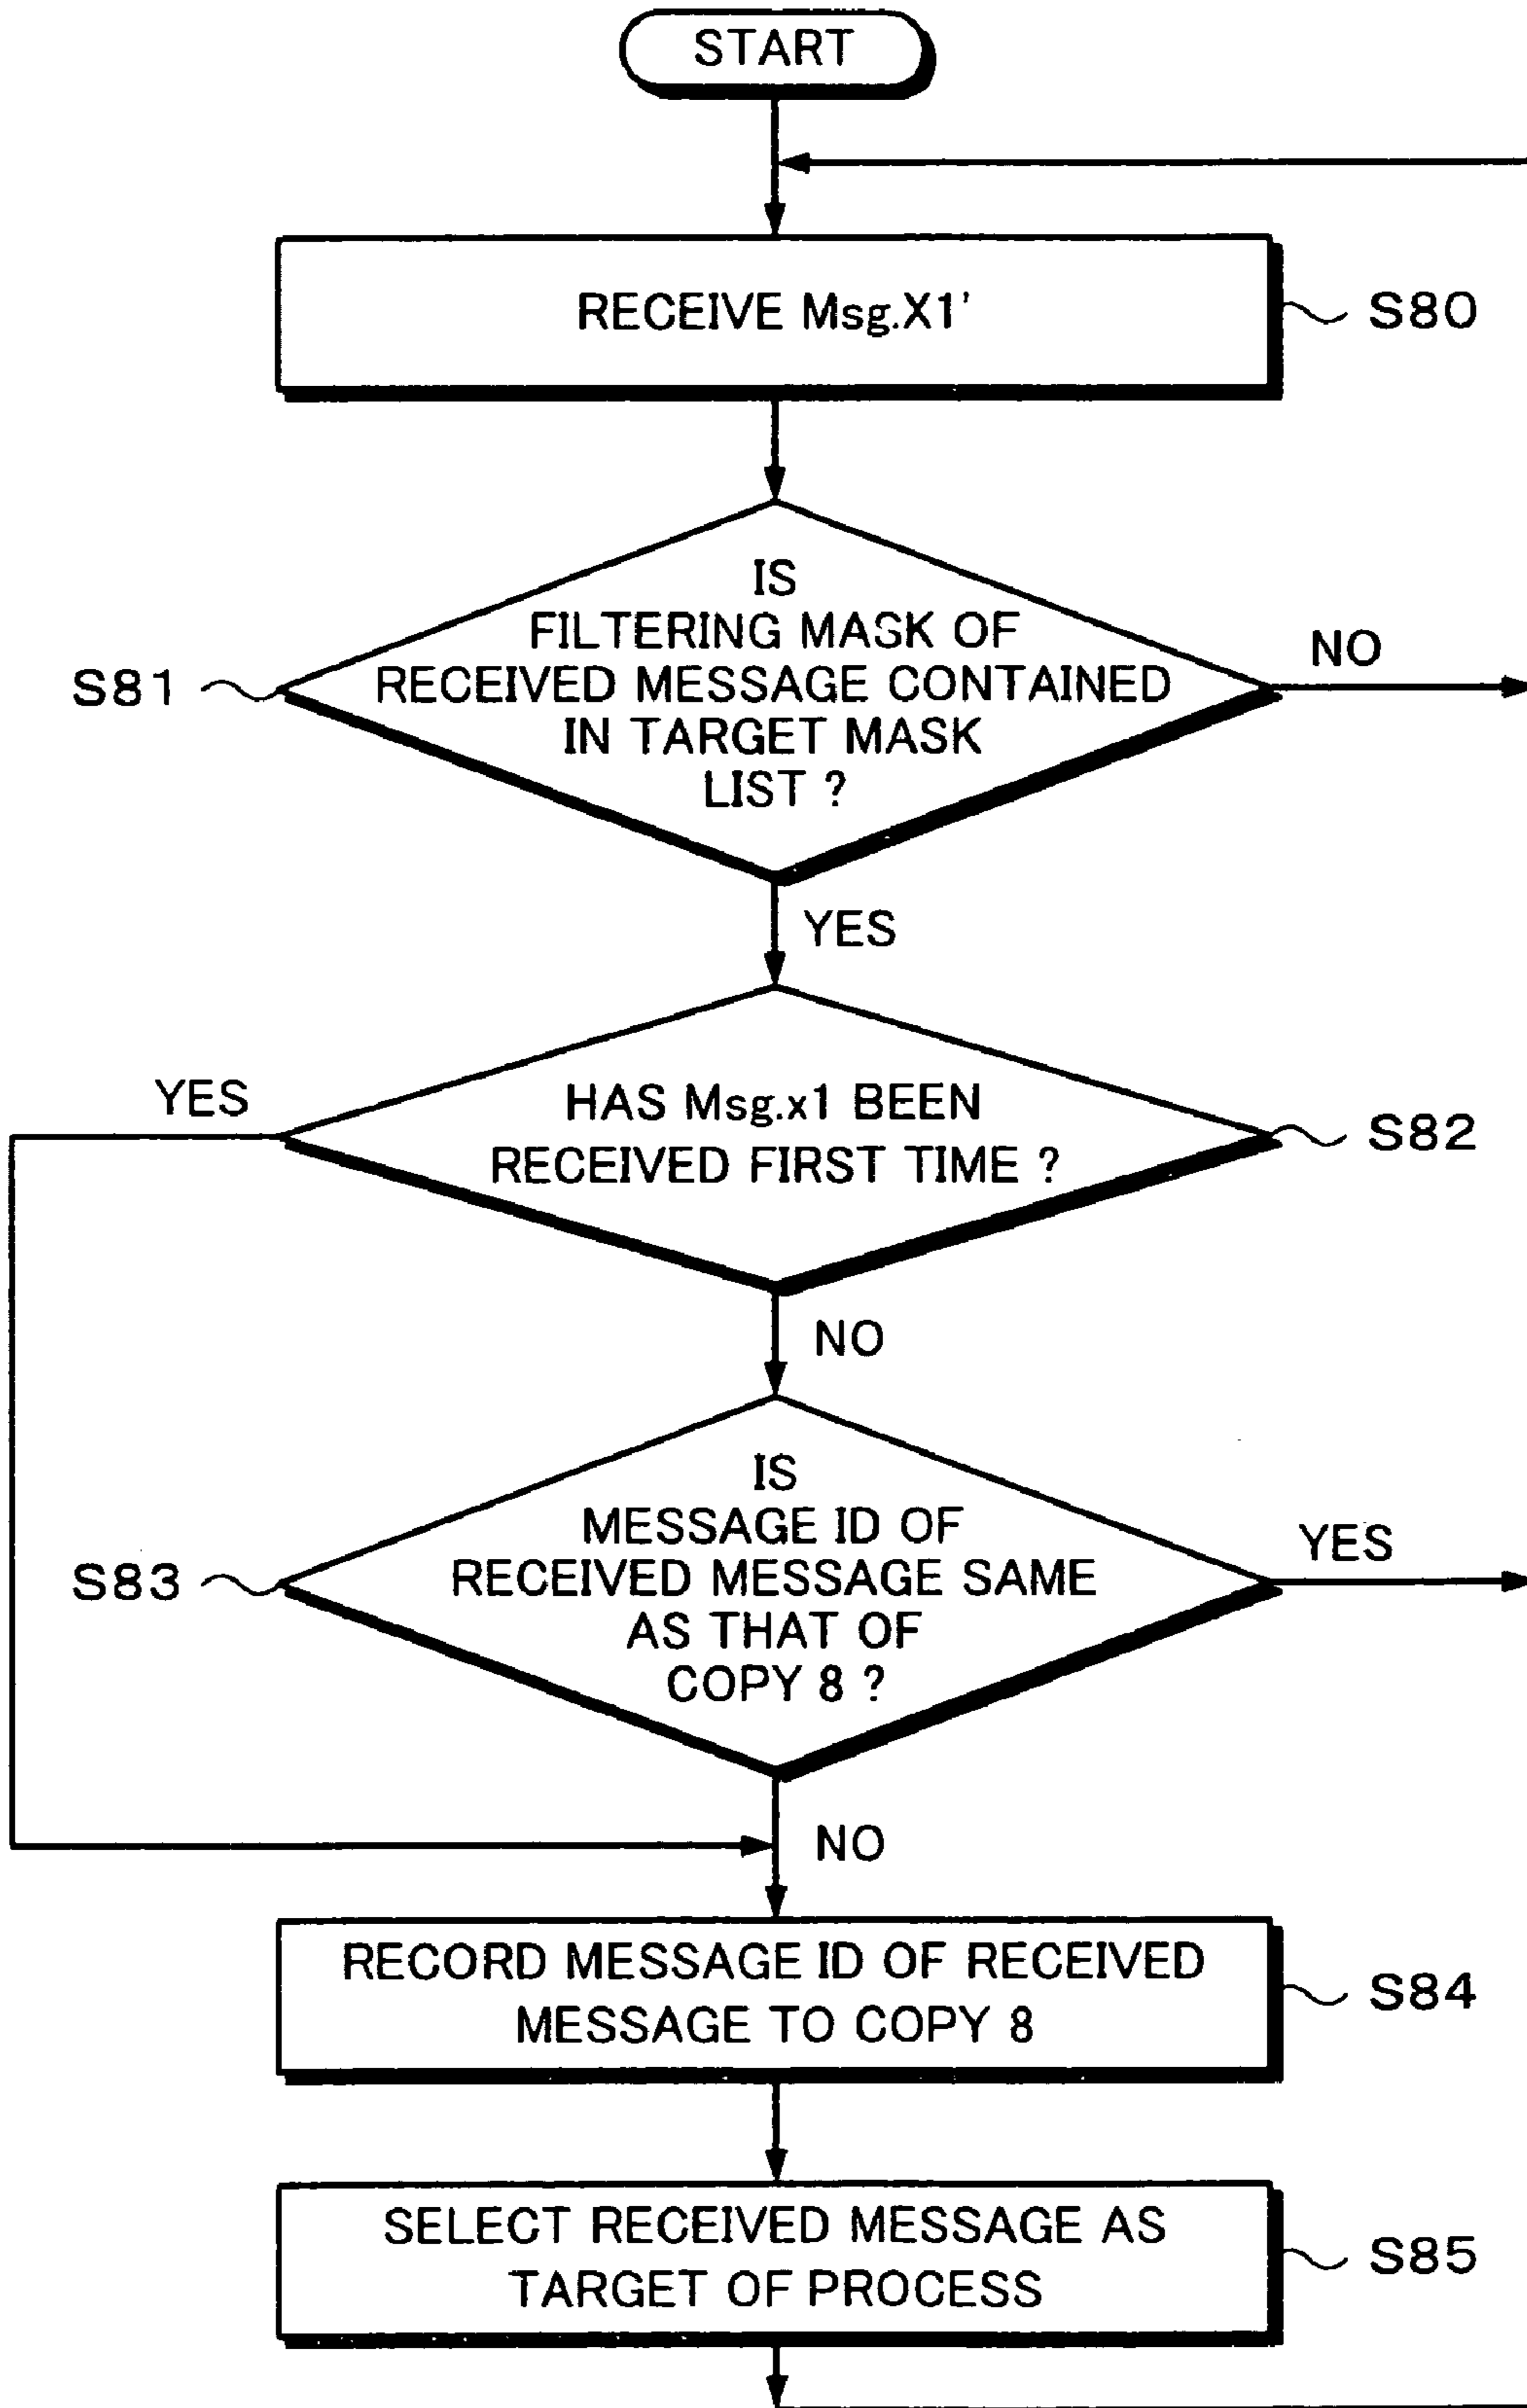 START
RECEIVE Msg.X1'
S80
IS
FILTERING MASK OF
RECEIVED MESSAGE CONTAINED
IN TARGET MASK
LIST ?
S81
NO
YES
HAS Msg.x1 BEEN
RECEIVED FIRST TIME ?
YES
S82
NO
IS
MESSAGE ID OF
RECEIVED MESSAGE SAME
AS THAT OF
COPY 8 ?
S83
YES
NO
RECORD MESSAGE ID OF RECEIVED
MESSAGE TO COPY 8
S84
SELECT RECEIVED MESSAGE AS
TARGET OF PROCESS
S85